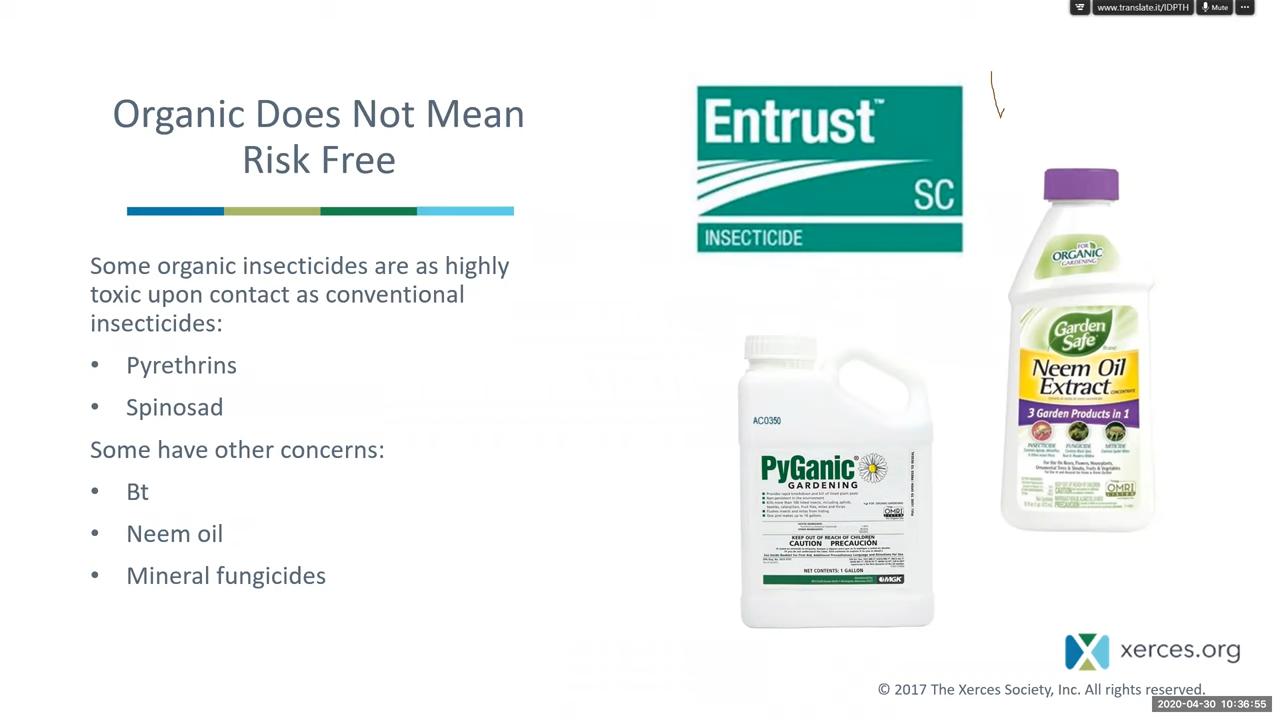 www.translate.it/IDPTH
Mute
Organic Does Not Mean
Risk Free
Some organic insecticides are as highly
toxic upon contact as conventional
insecticides:
• Pyrethrins
• Spinosad
Some have other concerns:
• Bt
• Neem oil
• Mineral fungicides
Entrust™
SC
INSECTICIDE
AC0350
PyGanic®
GARDENING
KEEP OUT OF REACH OF CHILDREN
CAUTION PRECAUCIÓN
NET CONTENTS: 1 GALLON
MGK
FOR
ORGANIC
GARDENING
Garden
Safe
Brand
Neem Oil
Extract CONCENTRATE
3 Garden Products in 1
INSECTICIDE FUNGICIDE MITICIDE
OMRI
xerces.org
© 2017 The Xerces Society, Inc. All rights reserved.
2020-04-30 10:36:55